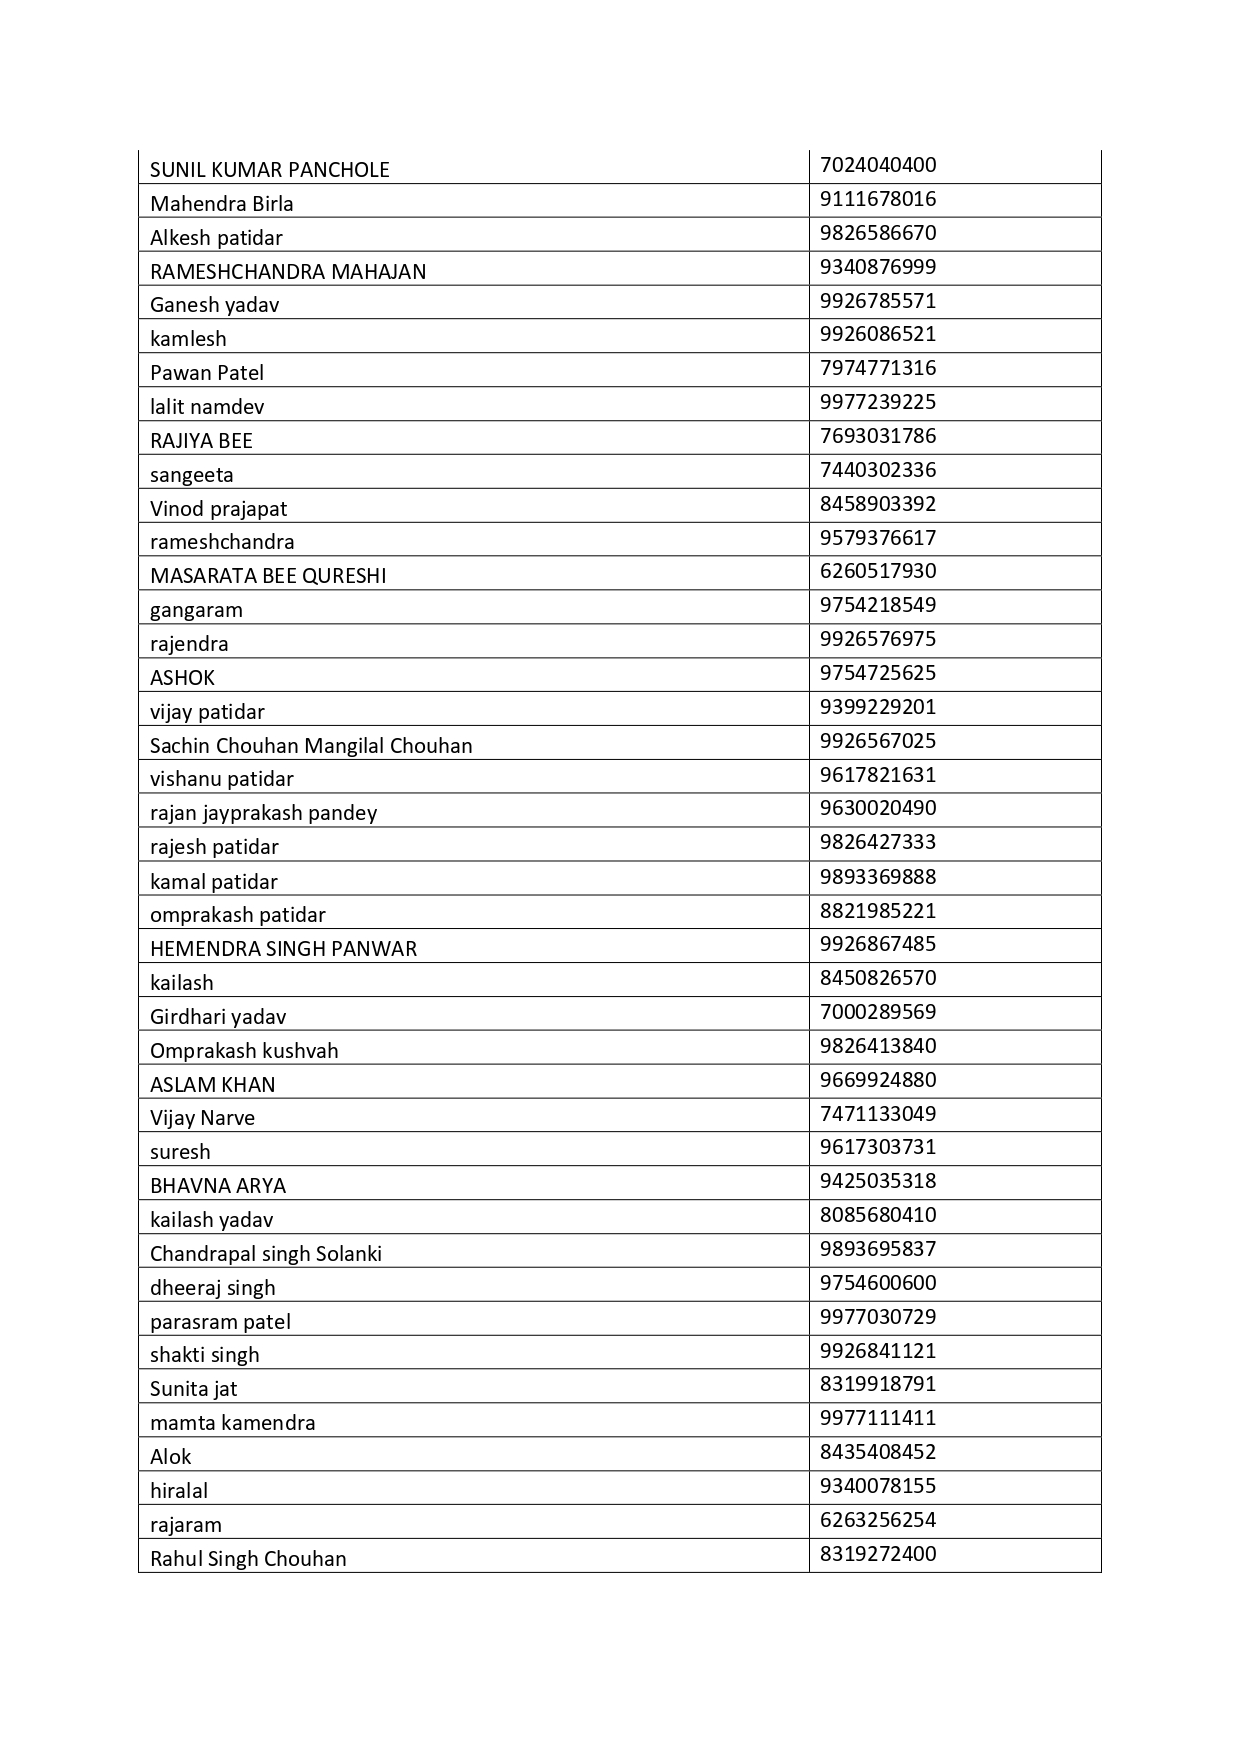 SUNIL KUMAR PANCHOLE 7024040400
Mahendra Birla 9111678016
Alkesh patidar 9826586670
RAMESHCHANDRA MAHAJAN 9340876999
Ganesh yadav 9926785571
kamlesh 9926086521
Pawan Patel 7974771316
lalit namdev 9977239225
RAJIYA BEE 7693031786
sangeeta 7440302336
Vinod prajapat 8458903392
rameshchandra 9579376617
MASARATA BEE QURESHI 6260517930
gangaram 9754218549
rajendra 9926576975
ASHOK 9754725625
vijay patidar 9399229201
Sachin Chouhan Mangilal Chouhan 9926567025
vishanu patidar 9617821631
rajan jayprakash pandey 9630020490
rajesh patidar 9826427333
kamal patidar 9893369888
omprakash patidar 8821985221
HEMENDRA SINGH PANWAR 9926867485
kailash 8450826570
Girdhari yadav 7000289569
Omprakash kushvah 9826413840
ASLAM KHAN 9669924880
Vijay Narve 7471133049
suresh 9617303731
BHAVNA ARYA 9425035318
kailash yadav 8085680410
Chandrapal singh Solanki 9893695837
dheeraj singh 9754600600
parasram patel 9977030729
shakti singh 9926841121
Sunita jat 8319918791
mamta kamendra 9977111411
Alok 8435408452
hiralal 9340078155
rajaram 6263256254
Rahul Singh Chouhan 8319272400